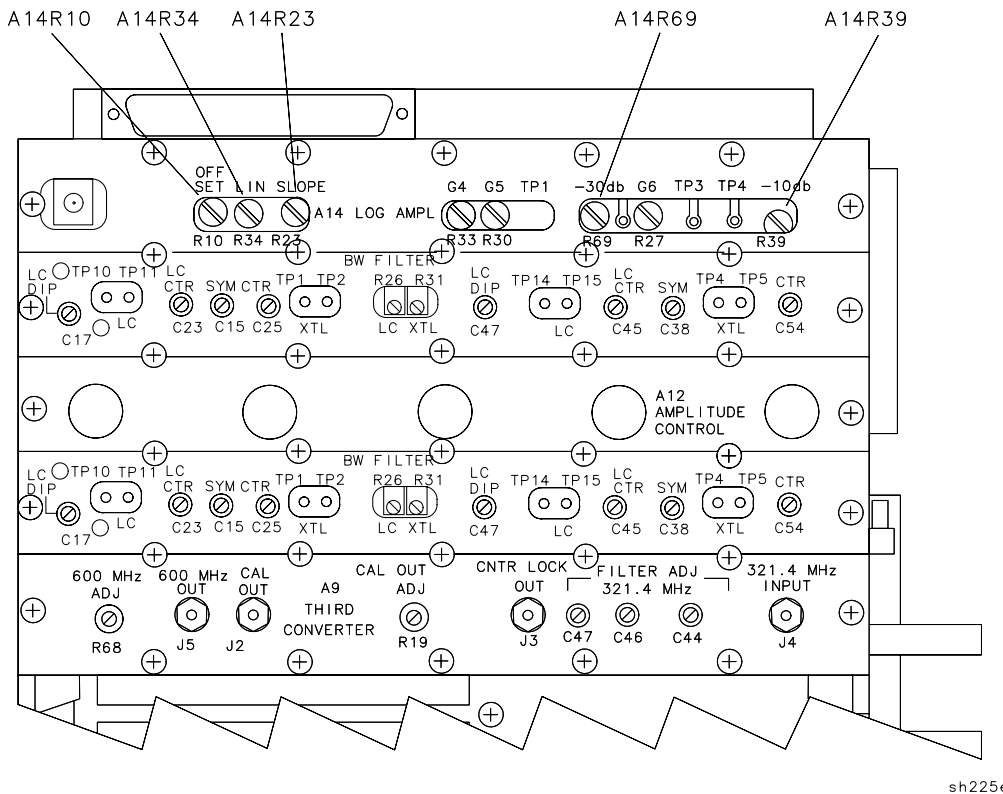 A14R10 A14R34 A14R23 A14R69 A14R39
OFF
SET LIN SLOPE
A14 LOG AMPL
R10 R34 R23
G4 G5 TP1
R33 R30
-30db G6 TP3 TP4 -10db
R69 R27 R39
BW FILTER
LC
DIP
TP10 TP11
LC
CTR
SYM CTR
TP1 TP2
R26 R31
LC
DIP
TP14 TP15
LC
CTR
SYM
TP4 TP5
CTR
C17
LC
C23 C15 C25
XTL
LC XTL
C47
LC
C45 C38
XTL
C54
A12
AMPLITUDE
CONTROL
BW FILTER
LC
DIP
TP10 TP11
LC
CTR
SYM CTR
TP1 TP2
R26 R31
LC
DIP
TP14 TP15
LC
CTR
SYM
TP4 TP5
CTR
C17
LC
C23 C15 C25
XTL
LC XTL
C47
LC
C45 C38
XTL
C54
600 MHz
ADJ
R68
600 MHz
OUT
J5
CAL
OUT
J2
A9
THIRD
CONVERTER
CAL OUT
ADJ
R19
CNTR LOCK
OUT
J3
FILTER ADJ
321.4 MHz
C47 C46 C44
321.4 MHz
INPUT
J4